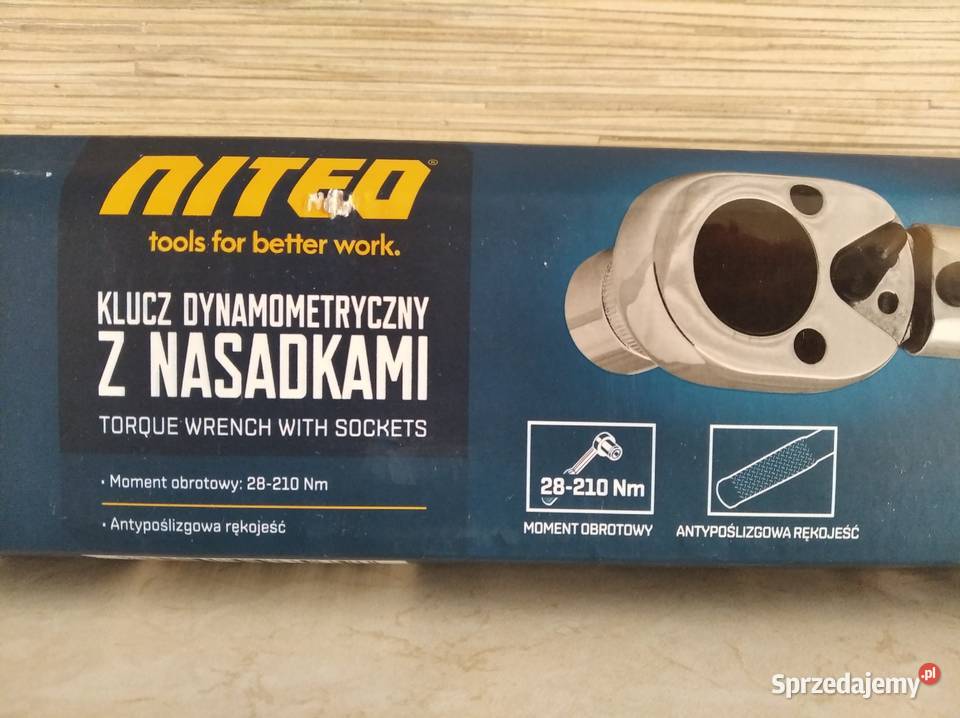 NITEO®
tools for better work.
KLUCZ DYNAMOMETRYCZNY
Z NASADKAMI
TORQUE WRENCH WITH SOCKETS
• Moment obrotowy: 28-210 Nm
• Antypoślizgowa rękojeść
28-210 Nm
MOMENT OBROTOWY
ANTYPOŚLIZGOWA RĘKOJEŚĆ
Sprzedajemy.pl